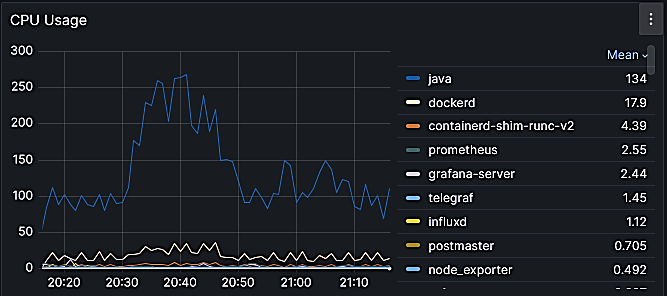 CPU Usage
Mean
300
250
200
150
100
50
0
20:20 20:30 20:40 20:50 21:00 21:10
java 134
dockerd 17.9
containerd-shim-runc-v2 4.39
prometheus 2.55
grafana-server 2.44
telegraf 1.45
influxd 1.12
postmaster 0.705
node_exporter 0.492